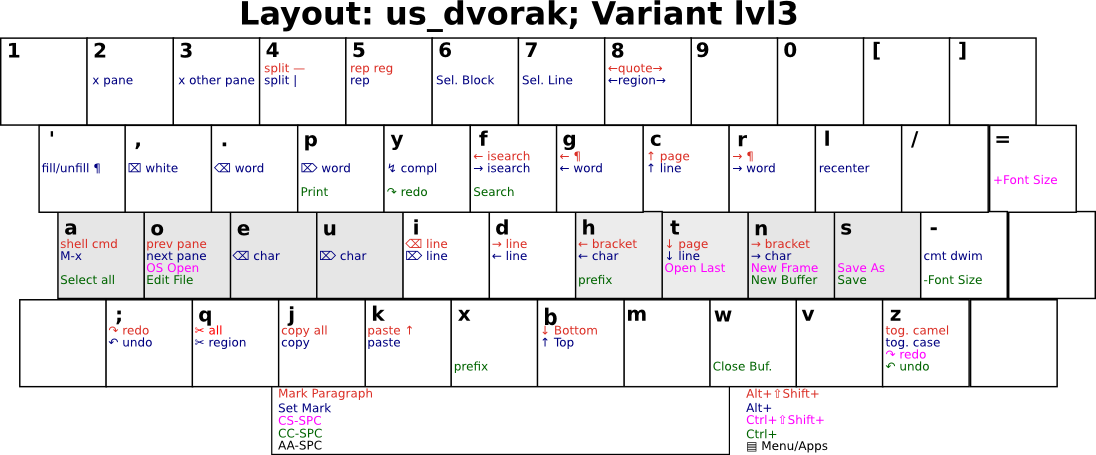 Layout: us_dvorak; Variant lvl3
1
2
x pane
3
x other pane
4
split —
split |
5
rep reg
rep
6
Sel. Block
7
Sel. Line
8
←quote→
←region→
9
0
[
]
'
fill/unfill ¶
,
⌧ white
.
⌫ word
p
⌦ word
Print
y
↯ compl
↷ redo
f
← isearch
→ isearch
Search
g
← ¶
← word
c
↑ page
↑ line
r
→ ¶
→ word
l
recenter
/
=
+Font Size
a
shell cmd
M-x
Select all
o
prev pane
next pane
OS Open
Edit File
e
⌫ char
u
⌦ char
i
⌫ line
⌦ line
d
→ line
← line
h
← bracket
← char
prefix
t
↓ page
↓ line
Open Last
n
→ bracket
→ char
New Frame
New Buffer
s
Save As
Save
-
cmt dwim
-Font Size
;
↷ redo
↶ undo
q
✂ all
✂ region
j
copy all
copy
k
paste ↑
paste
x
prefix
b
↓ Bottom
↑ Top
m
w
Close Buf.
v
z
tog. camel
tog. case
↷ redo
↶ undo
Mark Paragraph
Set Mark
CS-SPC
CC-SPC
AA-SPC
Alt+⇧Shift+
Alt+
Ctrl+⇧Shift+
Ctrl+
▤ Menu/Apps